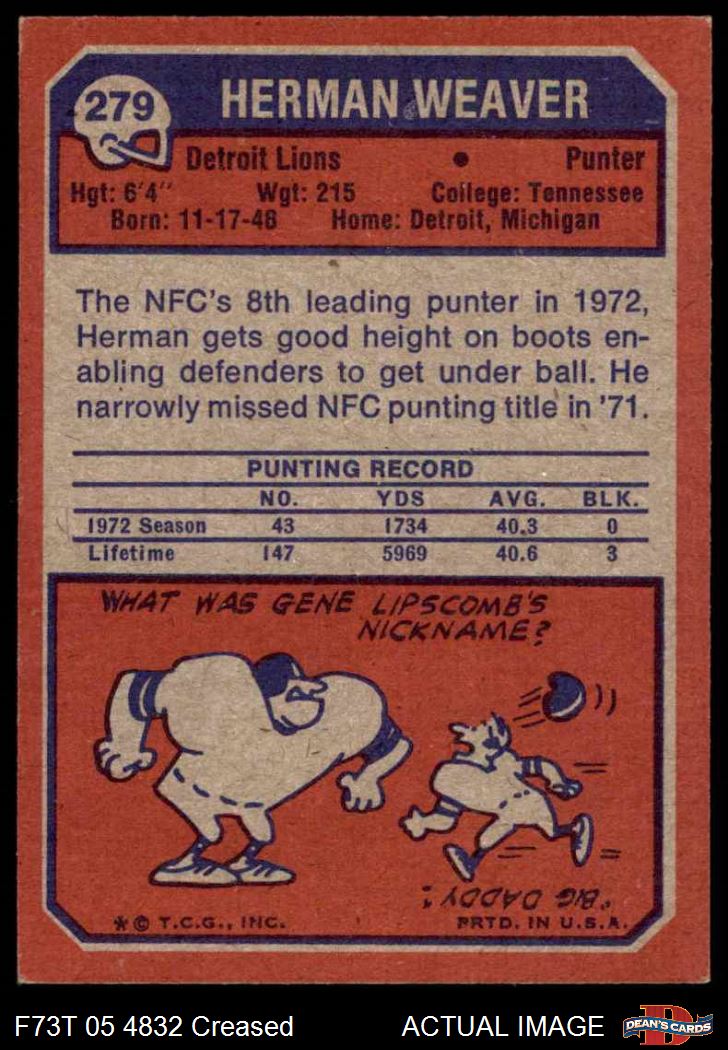 279
HERMAN WEAVER
Detroit Lions • Punter
Hgt: 6'4" Wgt: 215 College: Tennessee
Born: 11-17-48 Home: Detroit, Michigan
The NFC's 8th leading punter in 1972,
Herman gets good height on boots en-
abling defenders to get under ball. He
narrowly missed NFC punting title in '71.
PUNTING RECORD
NO. YDS AVG. BLK.
1972 Season 43 1734 40.3 0
Lifetime 147 5969 40.6 3
WHAT WAS GENE LIPSCOMB'S
NICKNAME?
"BIG DADDY"
* © T.C.G., INC. PRTD. IN U.S.A.
F73T 05 4832 Creased ACTUAL IMAGE
D
DEAN'S CARDS